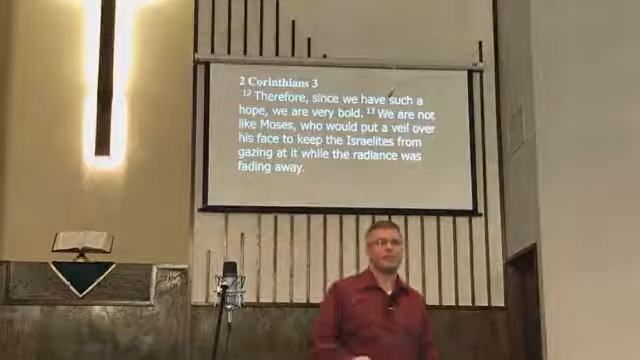 2 Corinthians 3
12 Therefore, since we have such a
hope, we are very bold. 13 We are not
like Moses, who would put a veil over
his face to keep the Israelites from
gazing at it while the radiance was
fading away.